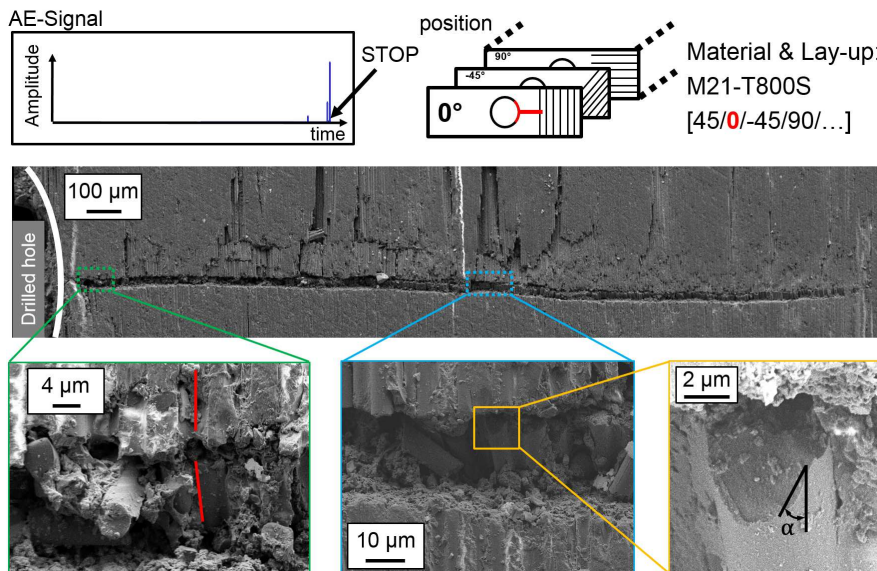 AE-Signal
Amplitude
STOP
time
position
90°
-45°
0°
Material & Lay-up:
M21-T800S
[45/0/-45/90/…]
100 µm
Drilled hole
4 µm
10 µm
2 µm
α